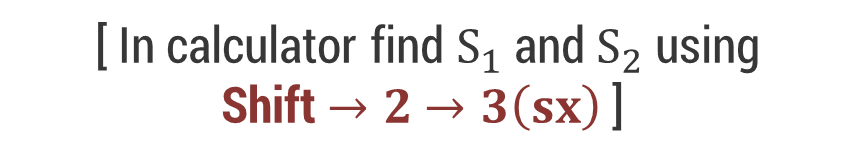 [ In calculator find S₁ and S₂ using
Shift → 2 → 3(sx) ]